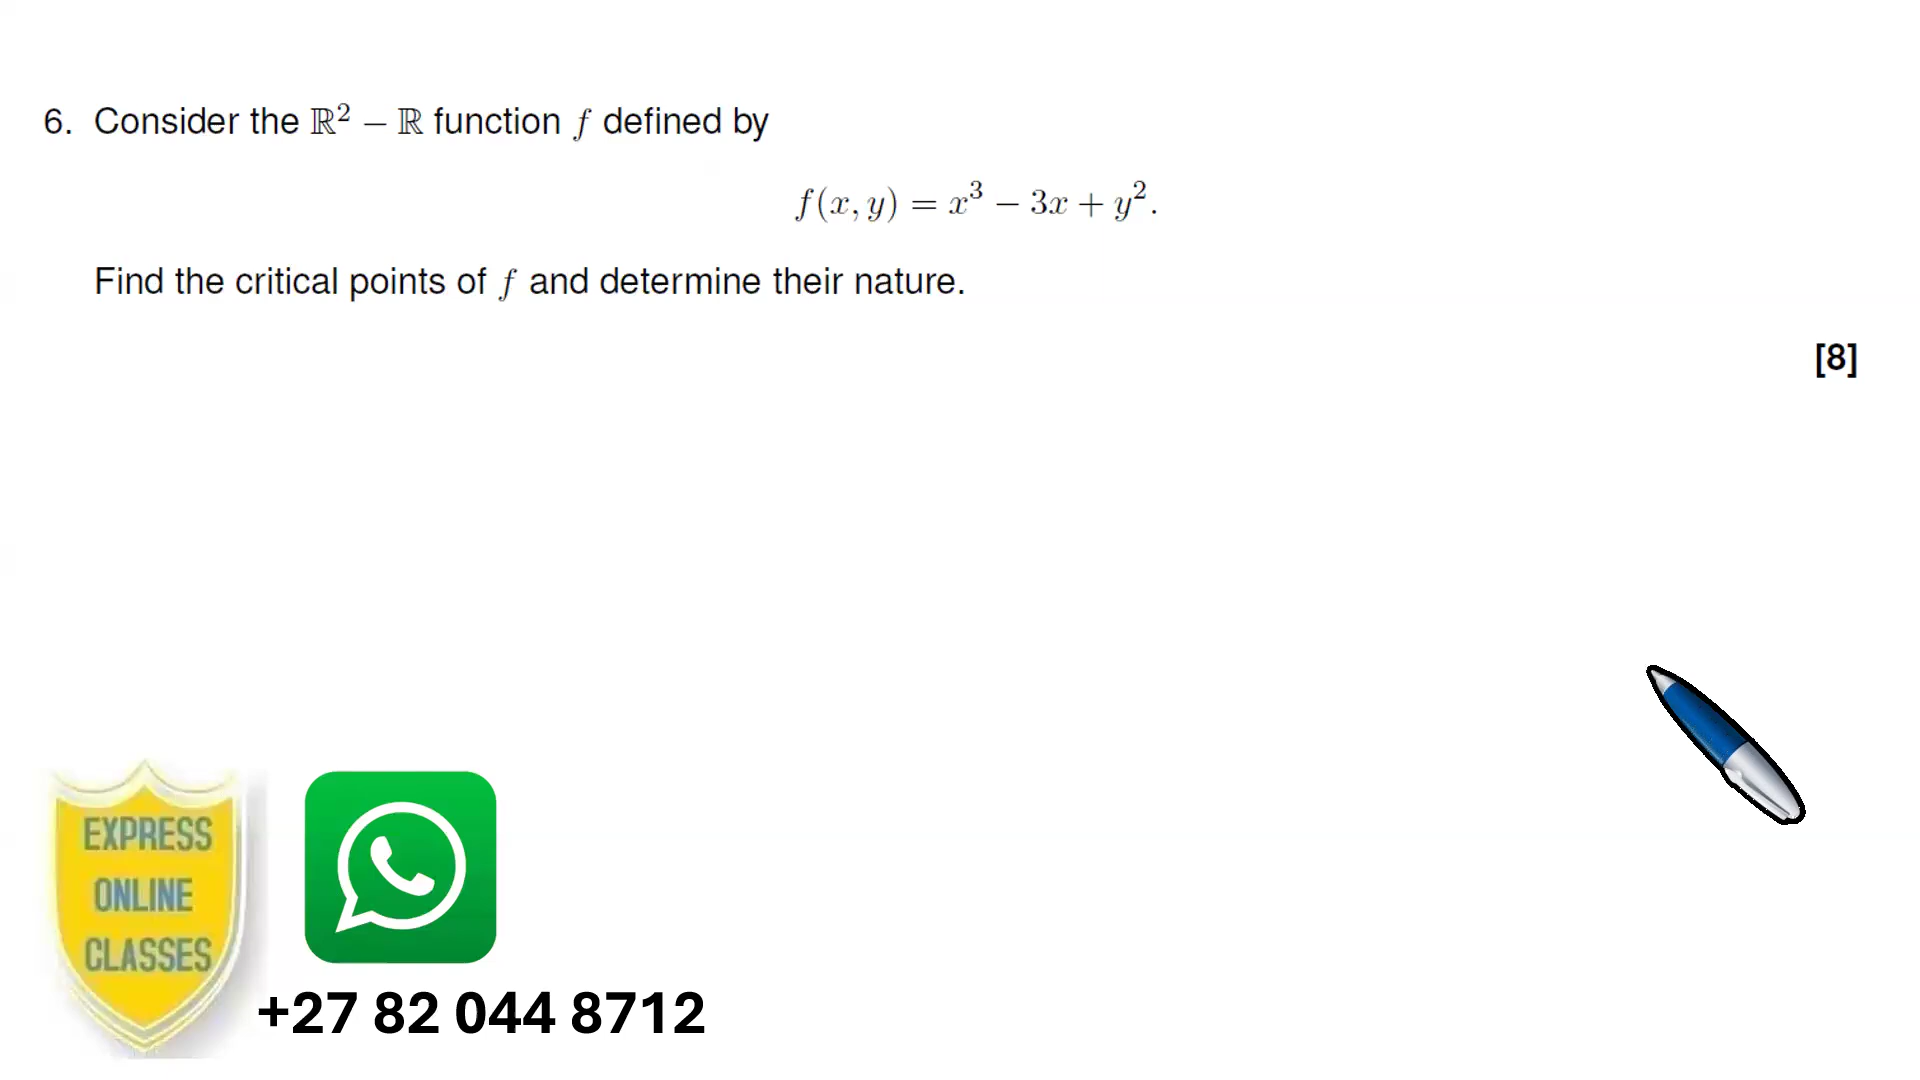 6. Consider the ℝ² − ℝ function f defined by
f(x, y) = x³ − 3x + y².
Find the critical points of f and determine their nature.
[8]
EXPRESS
ONLINE
CLASSES
+27 82 044 8712